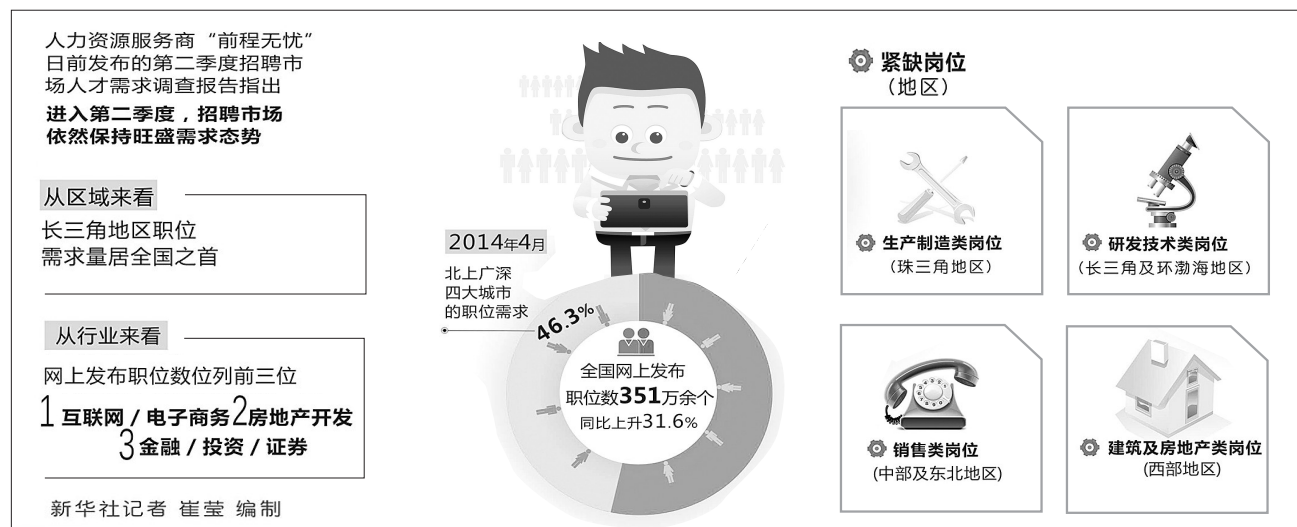 人力资源服务商“前程无忧”
日前发布的第二季度招聘市
场人才需求调查报告指出
进入第二季度，招聘市场
依然保持旺盛需求态势
从区域来看
长三角地区职位
需求量居全国之首
从行业来看
网上发布职位数位列前三位
1 互联网 / 电子商务 2 房地产开发
3 金融 / 投资 / 证券
新华社记者 崔莹 编制
2014年4月
北上广深
四大城市
的职位需求
46.3%
全国网上发布
职位数351万余个
同比上升31.6%
紧缺岗位
（地区）
生产制造类岗位
（珠三角地区）
研发技术类岗位
（长三角及环渤海地区）
销售类岗位
(中部及东北地区)
建筑及房地产类岗位
(西部地区)